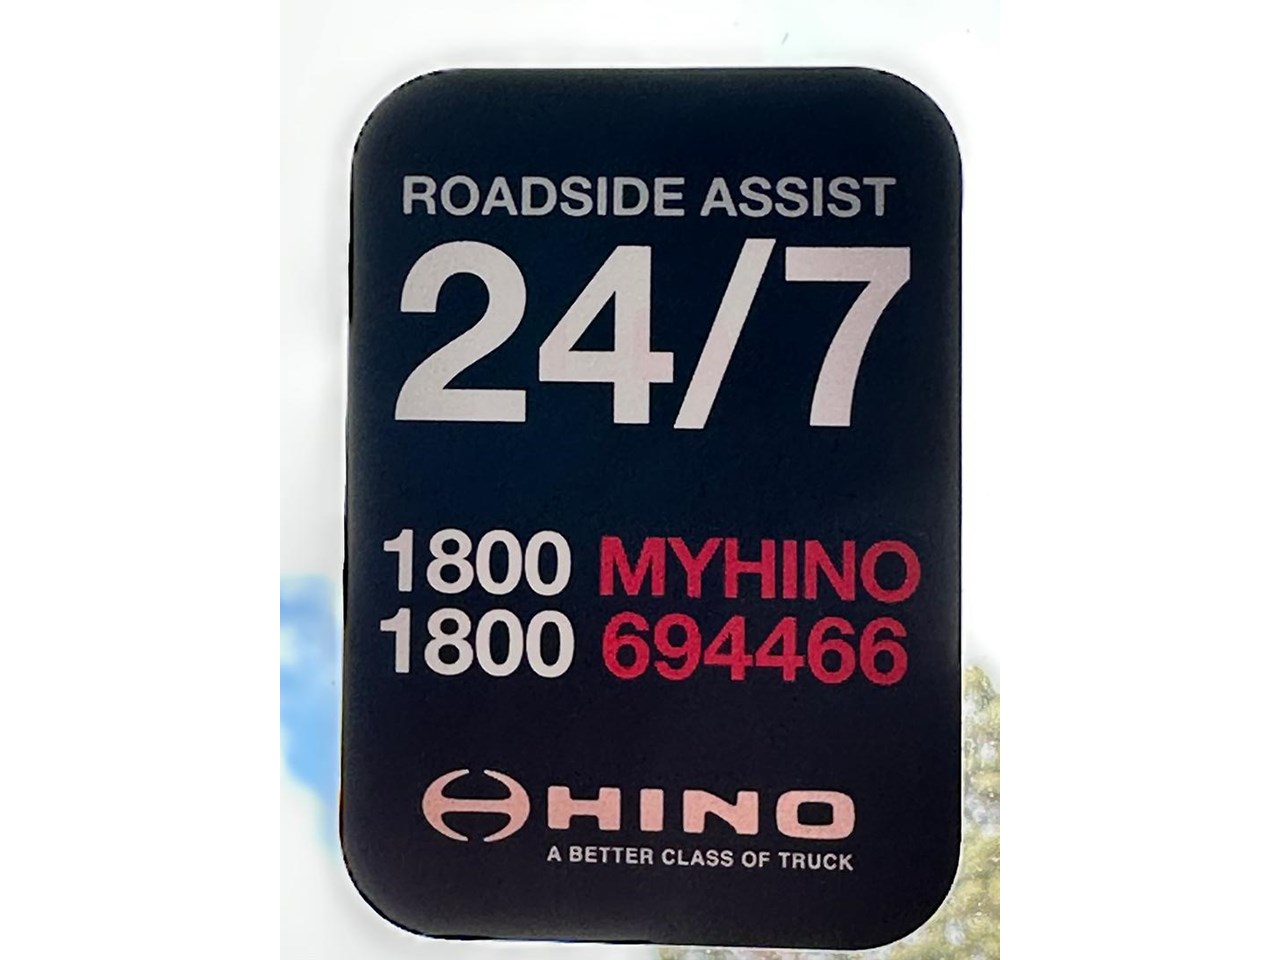 ROADSIDE ASSIST
24/7
1800 MYHINO
1800 694466
HINO
A BETTER CLASS OF TRUCK